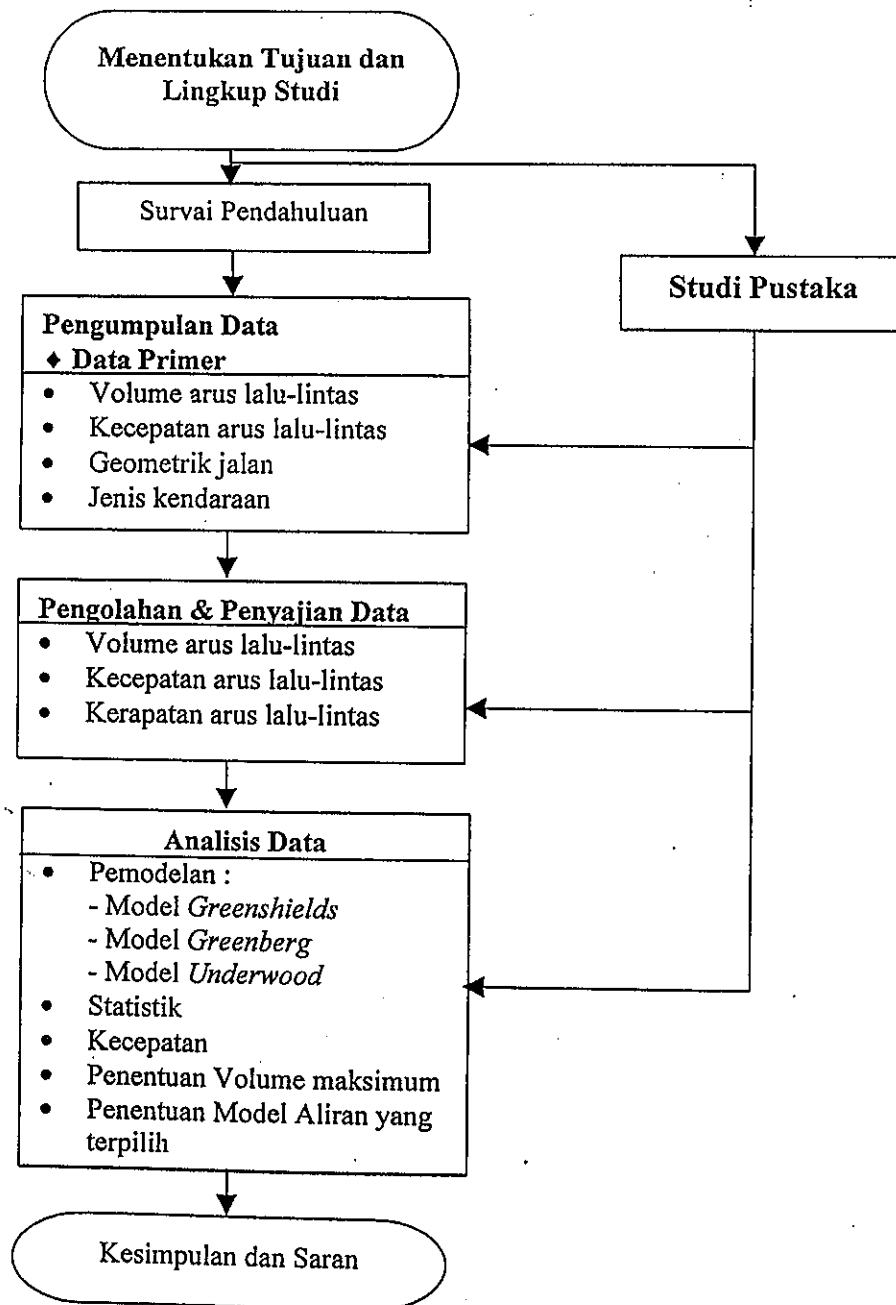 Menentukan Tujuan dan
Lingkup Studi
Survai Pendahuluan
Studi Pustaka
Pengumpulan Data
♦ Data Primer
• Volume arus lalu-lintas
• Kecepatan arus lalu-lintas
• Geometrik jalan
• Jenis kendaraan
Pengolahan & Penyajian Data
• Volume arus lalu-lintas
• Kecepatan arus lalu-lintas
• Kerapatan arus lalu-lintas
Analisis Data
• Pemodelan :
- Model Greenshields
- Model Greenberg
- Model Underwood
• Statistik
• Kecepatan
• Penentuan Volume maksimum
• Penentuan Model Aliran yang
terpilih
Kesimpulan dan Saran